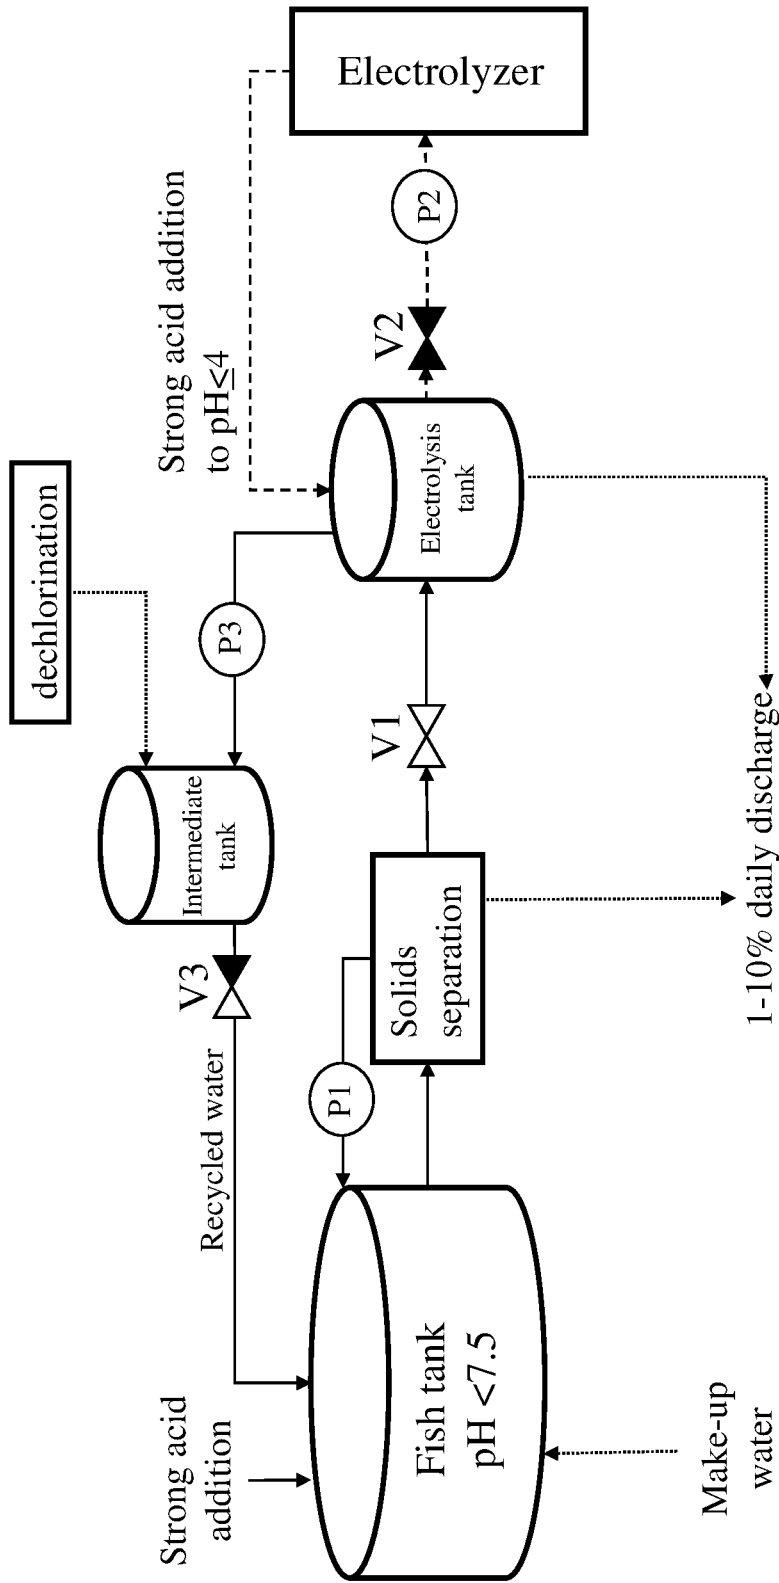 Strong acid
addition
Recycled water
V3
Intermediate
tank
dechlorination
P3
Strong acid addition
to pH≤4
Electrolyzer
Fish tank
pH <7.5
P1
Solids
separation
V1
Electrolysis
tank
V2
P2
Make-up
water
1-10% daily discharge